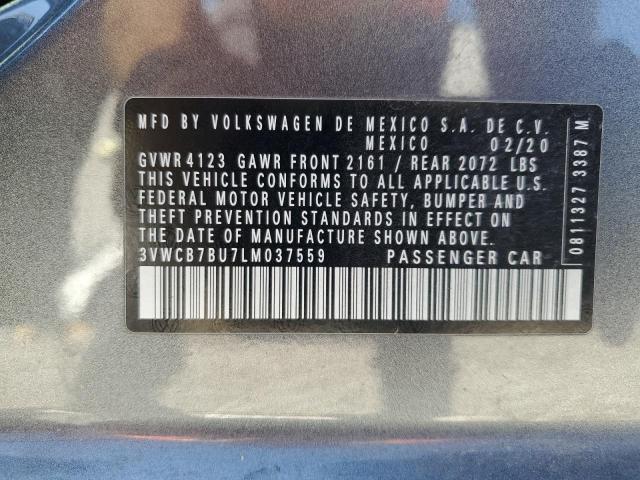 MFD BY VOLKSWAGEN DE MEXICO S.A. DE C.V.
MEXICO 02/20
GVWR 4123 GAWR FRONT 2161 / REAR 2072 LBS
THIS VEHICLE CONFORMS TO ALL APPLICABLE U.S.
FEDERAL MOTOR VEHICLE SAFETY, BUMPER AND
THEFT PREVENTION STANDARDS IN EFFECT ON
THE DATE OF MANUFACTURE SHOWN ABOVE.
3VWCB7BU7LM037559 PASSENGER CAR
0811327 3387 M